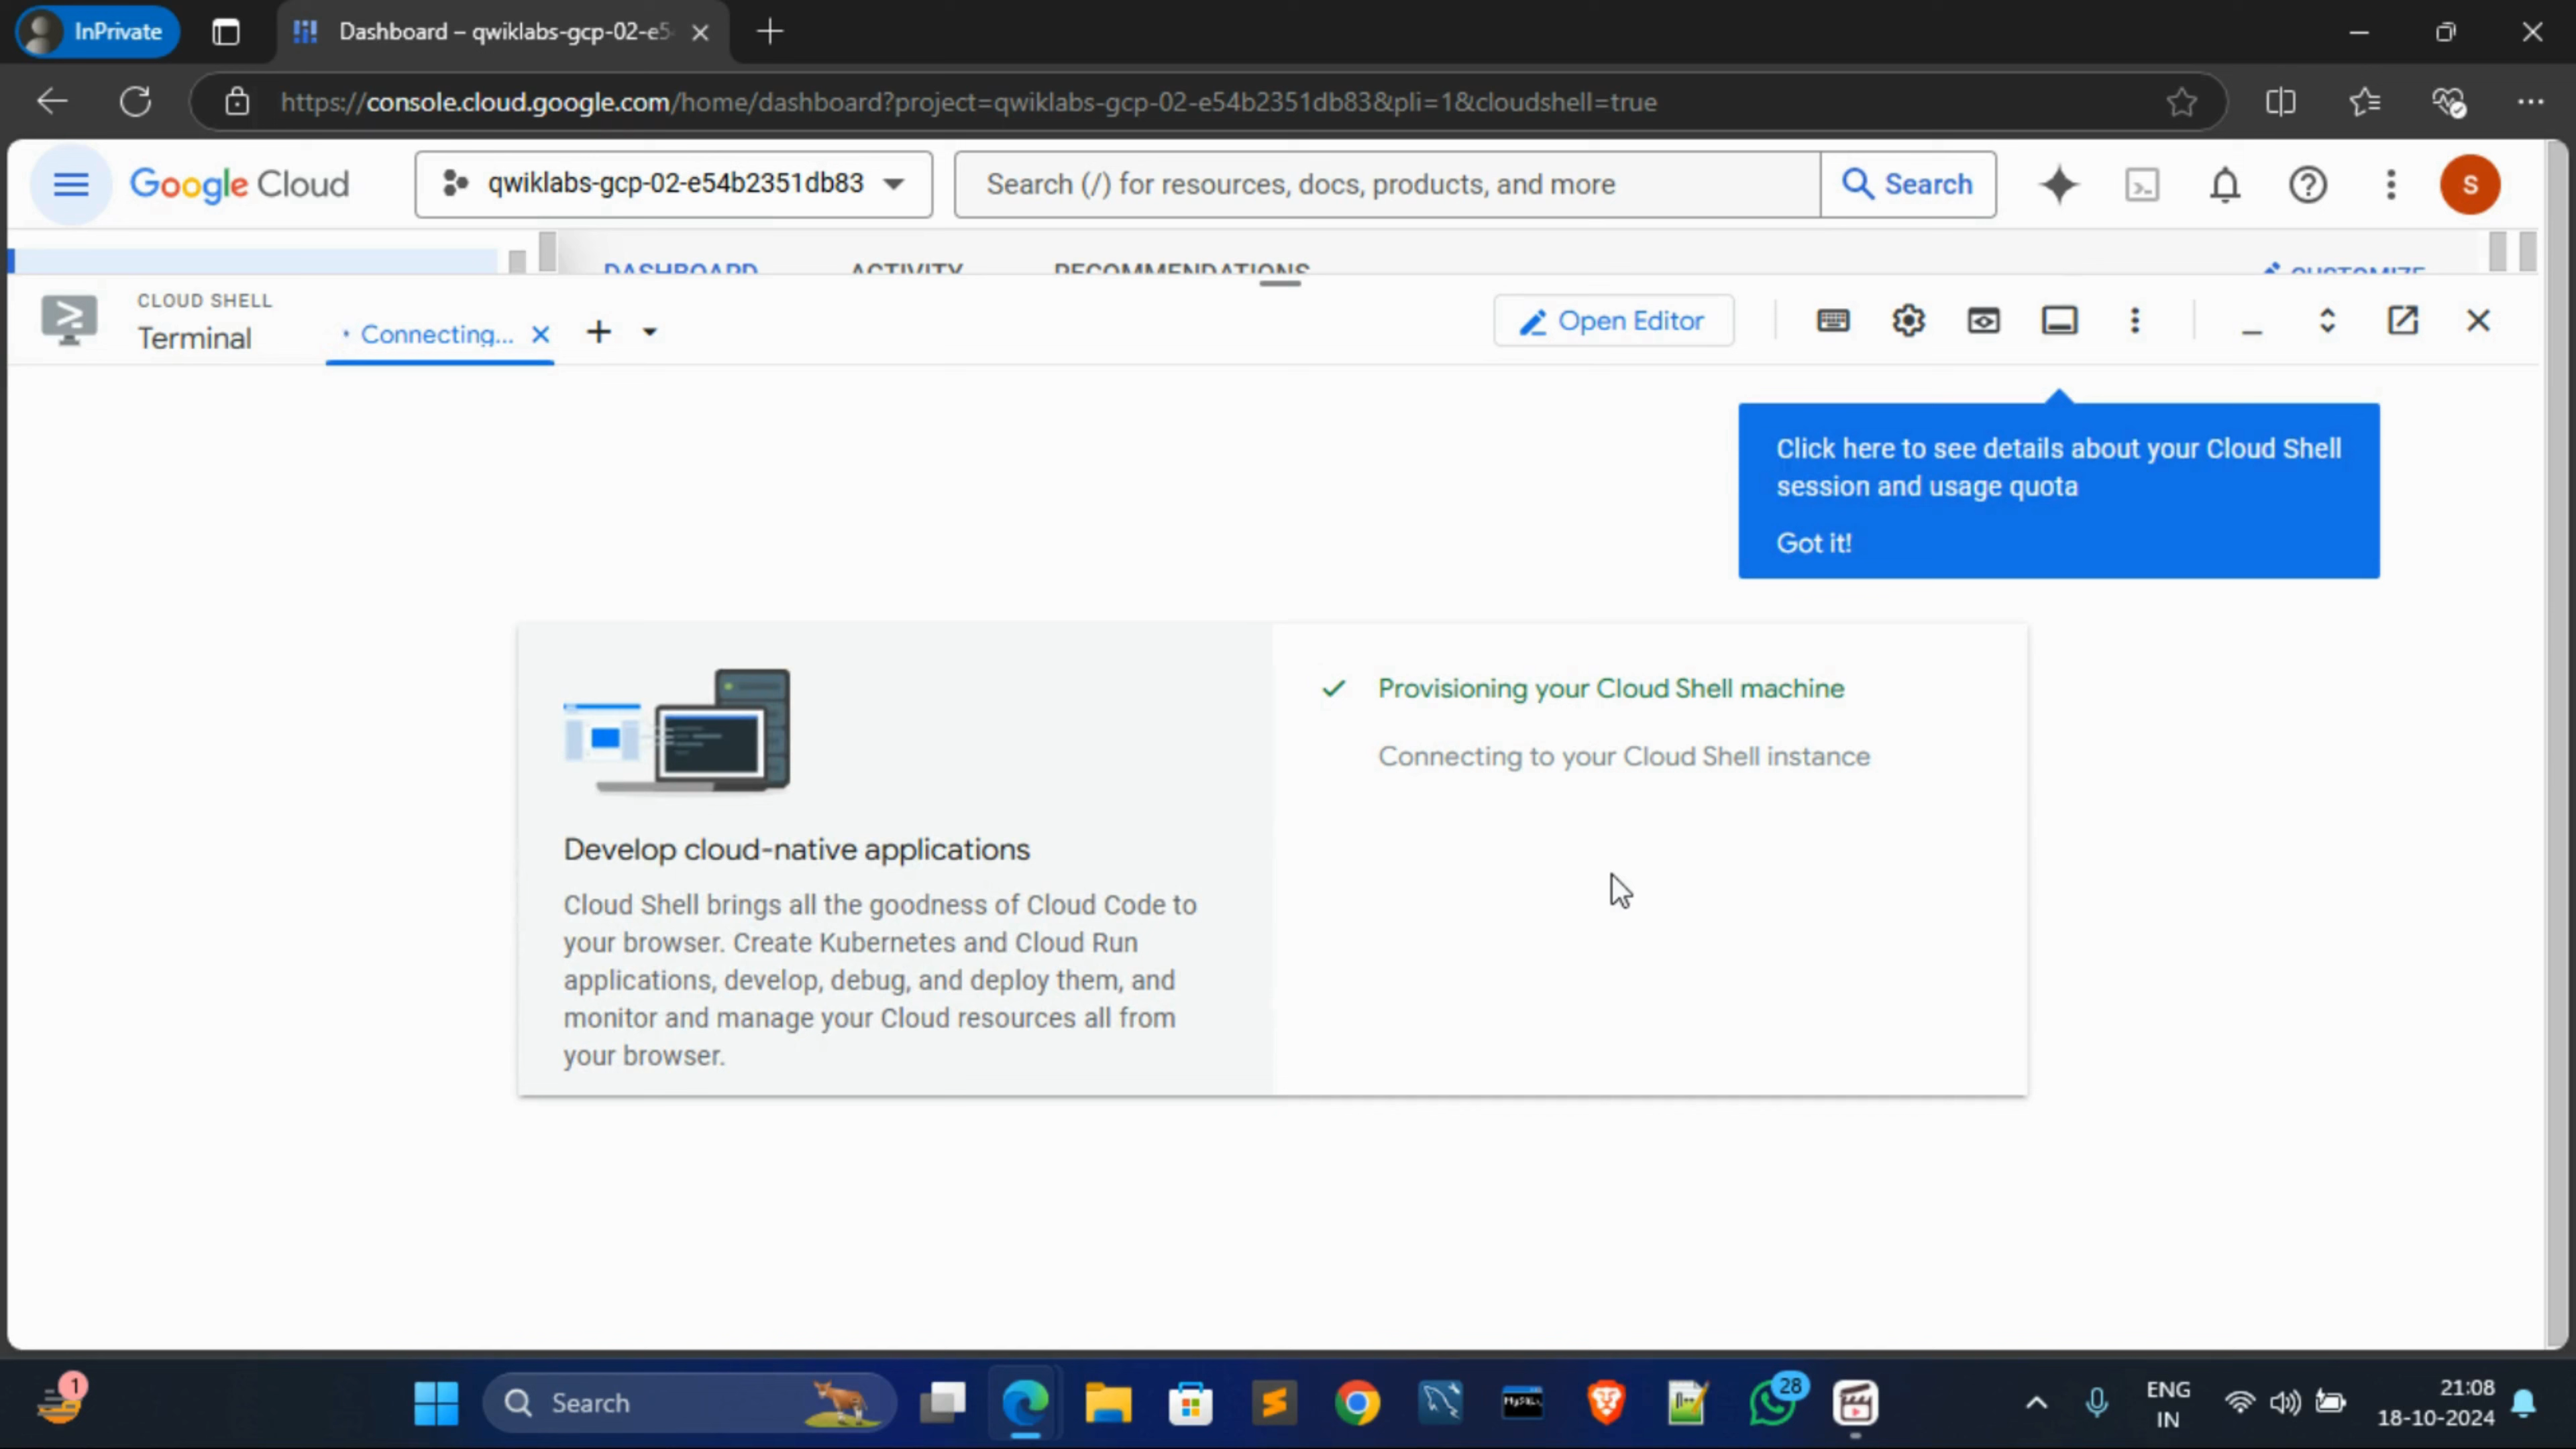 InPrivate
Dashboard – qwiklabs-gcp-02-e5
https://console.cloud.google.com/home/dashboard?project=qwiklabs-gcp-02-e54b2351db83&pli=1&cloudshell=true
Google Cloud
qwiklabs-gcp-02-e54b2351db83
Search (/) for resources, docs, products, and more
Search
S
DASHBOARD
ACTIVITY
RECOMMENDATIONS
CUSTOMIZE
CLOUD SHELL
Terminal
Connecting...
Open Editor
Click here to see details about your Cloud Shell
session and usage quota
Got it!
Provisioning your Cloud Shell machine
Connecting to your Cloud Shell instance
Develop cloud-native applications
Cloud Shell brings all the goodness of Cloud Code to
your browser. Create Kubernetes and Cloud Run
applications, develop, debug, and deploy them, and
monitor and manage your Cloud resources all from
your browser.
1
Search
28
ENG
IN
21:08
18-10-2024